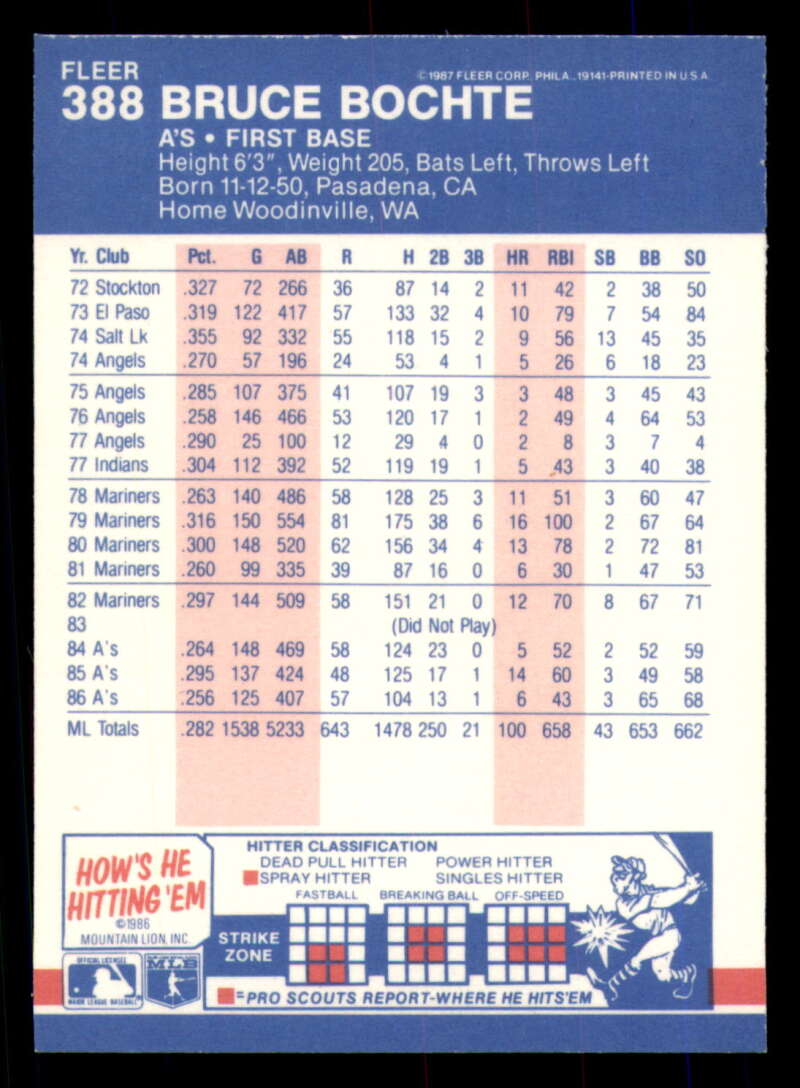 FLEER
©1987 FLEER CORP. PHILA., 19141-PRINTED IN U.S.A.
388 BRUCE BOCHTE
A'S • FIRST BASE
Height 6'3", Weight 205, Bats Left, Throws Left
Born 11-12-50, Pasadena, CA
Home Woodinville, WA
Yr. Club Pct. G AB R H 2B 3B HR RBI SB BB SO
72 Stockton .327 72 266 36 87 14 2 11 42 2 38 50
73 El Paso .319 122 417 57 133 32 4 10 79 7 54 84
74 Salt Lk .355 92 332 55 118 15 2 9 56 13 45 35
74 Angels .270 57 196 24 53 4 1 5 26 6 18 23
75 Angels .285 107 375 41 107 19 3 3 48 3 45 43
76 Angels .258 146 466 53 120 17 1 2 49 4 64 53
77 Angels .290 25 100 12 29 4 0 2 8 3 7 4
77 Indians .304 112 392 52 119 19 1 5 43 3 40 38
78 Mariners .263 140 486 58 128 25 3 11 51 3 60 47
79 Mariners .316 150 554 81 175 38 6 16 100 2 67 64
80 Mariners .300 148 520 62 156 34 4 13 78 2 72 81
81 Mariners .260 99 335 39 87 16 0 6 30 1 47 53
82 Mariners .297 144 509 58 151 21 0 12 70 8 67 71
83 (Did Not Play)
84 A's .264 148 469 58 124 23 0 5 52 2 52 59
85 A's .295 137 424 48 125 17 1 14 60 3 49 58
86 A's .256 125 407 57 104 13 1 6 43 3 65 68
ML Totals .282 1538 5233 643 1478 250 21 100 658 43 653 662
HOW'S HE
HITTING 'EM
©1986
MOUNTAIN LION, INC.
HITTER CLASSIFICATION
DEAD PULL HITTER POWER HITTER
SPRAY HITTER SINGLES HITTER
FASTBALL BREAKING BALL OFF-SPEED
STRIKE
ZONE
=PRO SCOUTS REPORT-WHERE HE HITS'EM
OFFICIAL LICENSEE
MAJOR LEAGUE BASEBALL
MLB